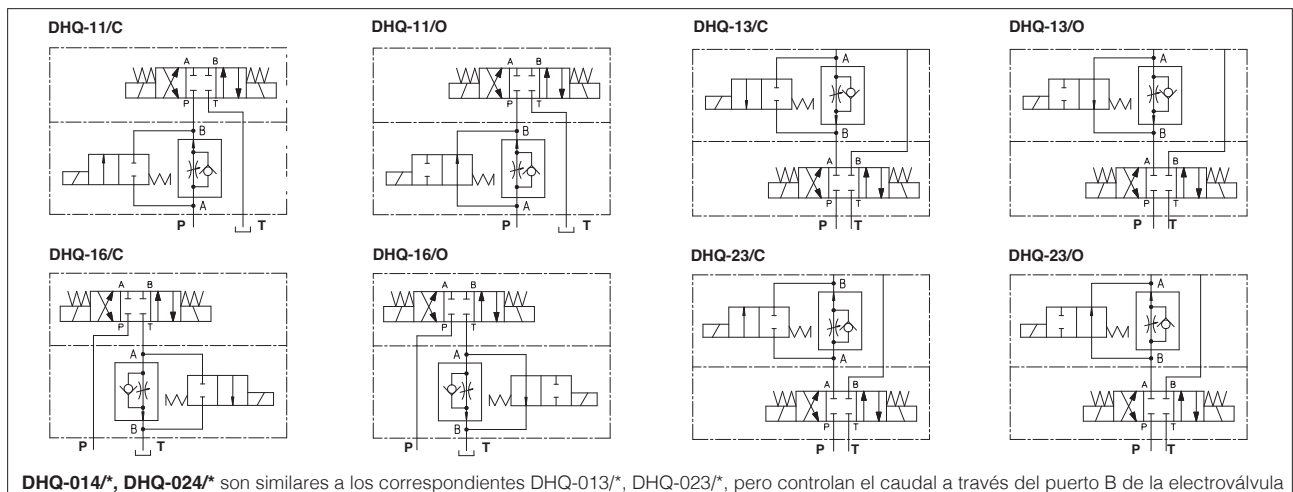 DHQ-11/C DHQ-11/O DHQ-13/C DHQ-13/O
A B
P T
B
A
P T
A B
P T
B
A
P T
A
B
A B
P T
P T
A
B
A B
P T
P T
DHQ-16/C DHQ-16/O DHQ-23/C DHQ-23/O
A B
P T
A
B
P T
A B
P T
A
B
P T
B
A
A B
P T
P T
A
B
A B
P T
P T
DHQ-014/*, DHQ-024/* son similares a los correspondientes DHQ-013/*, DHQ-023/*, pero controlan el caudal a través del puerto B de la electroválvula